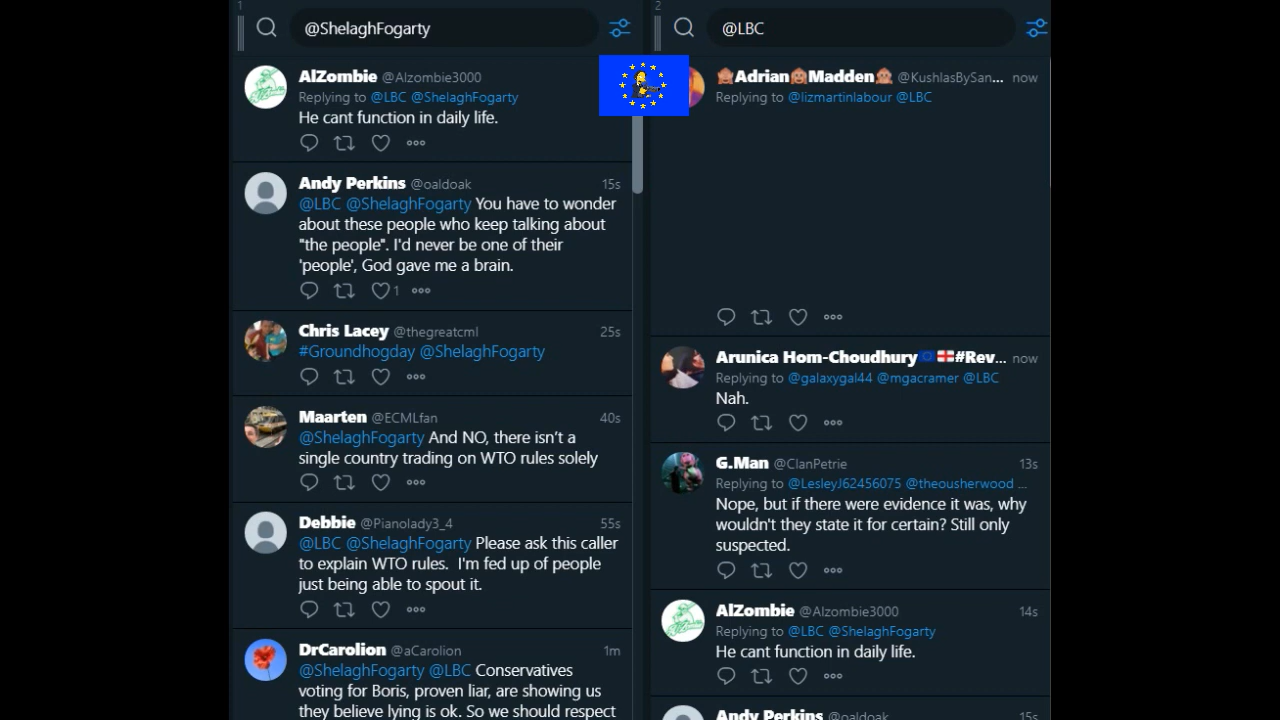 1
@ShelaghFogarty
AlZombie @Alzombie3000
Replying to @LBC @ShelaghFogarty
He cant function in daily life.
Andy Perkins @oaldoak 15s
@LBC @ShelaghFogarty You have to wonder
about these people who keep talking about
"the people". I'd never be one of their
'people', God gave me a brain.
1
Chris Lacey @thegreatcml 25s
#Groundhogday @ShelaghFogarty
Maarten @ECMLfan 40s
@ShelaghFogarty And NO, there isn't a
single country trading on WTO rules solely
Debbie @Pianolady3_4 55s
@LBC @ShelaghFogarty Please ask this caller
to explain WTO rules. I'm fed up of people
just being able to spout it.
DrCarolion @aCarolion 1m
@ShelaghFogarty @LBC Conservatives
voting for Boris, proven liar, are showing us
they believe lying is ok. So we should respect
2
@LBC
Adrian Madden @KushlasBySan... now
Replying to @lizmartinlabour @LBC
Arunica Hom-Choudhury #Rev... now
Replying to @galaxygal44 @mgacramer @LBC
Nah.
G.Man @ClanPetrie 13s
Replying to @LesleyJ62456075 @theousherwood ...
Nope, but if there were evidence it was, why
wouldn't they state it for certain? Still only
suspected.
AlZombie @Alzombie3000 14s
Replying to @LBC @ShelaghFogarty
He cant function in daily life.
Andy Perkins @oaldoak 15s